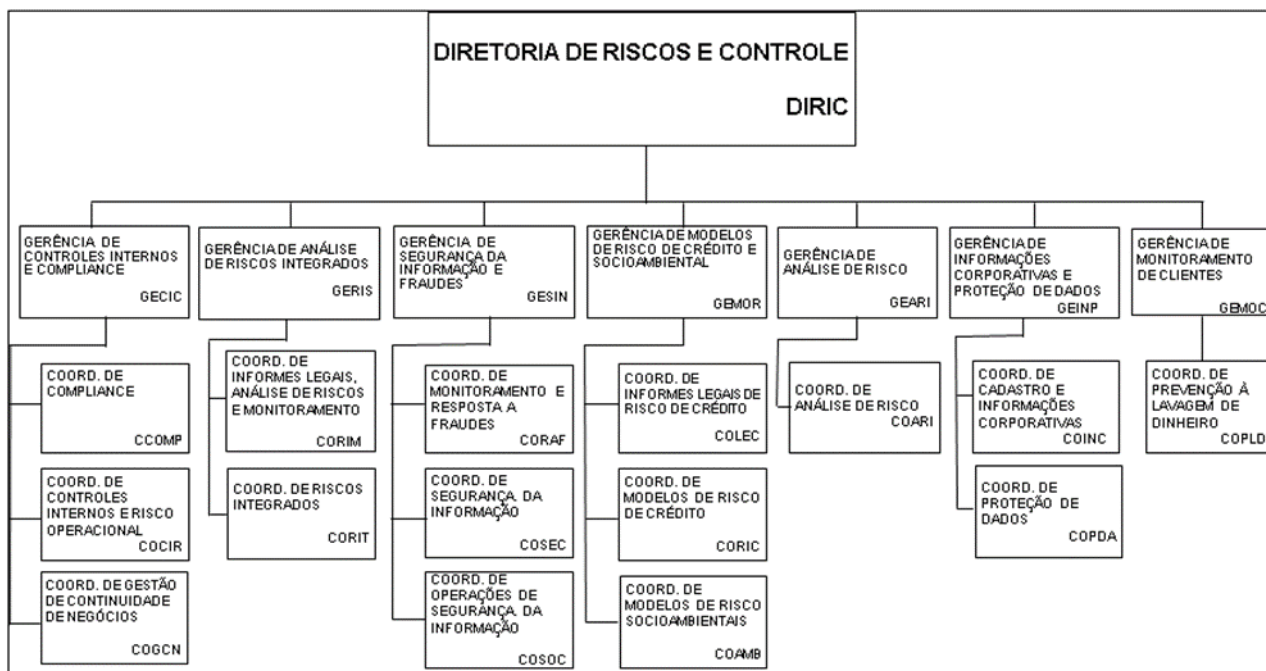 DIRETORIA DE RISCOS E CONTROLE
DIRIC
GERÊNCIA DE
CONTROLES INTERNOS
E COMPLIANCE
GECIC
GERÊNCIA DE ANÁLISE
DE RISCOS INTEGRADOS
GERIS
GERÊNCIA DE
SEGURANÇA DA
INFORMAÇÃO E
FRAUDES
GESIN
GERÊNCIA DE MODELOS
DE RISCO DE CRÉDITO E
SOCIOAMBIENTAL
GEMOR
GERÊNCIA DE
ANÁLISE DE RISCO
GEARI
GERÊNCIA DE
INFORMAÇÕES
CORPORATIVAS E
PROTEÇÃO DE DADOS
GEINP
GERÊNCIA DE
MONITORAMENTO
DE CLIENTES
GEMOC
COORD. DE
COMPLIANCE
CCOMP
COORD. DE
CONTROLES
INTERNOS E RISCO
OPERACIONAL
COCIR
COORD. DE GESTÃO
DE CONTINUIDADE
DE NEGÓCIOS
COGCN
COORD. DE
INFORMES LEGAIS,
ANÁLISE DE RISCOS
E MONITORAMENTO
CORIM
COORD. DE RISCOS
INTEGRADOS
CORIT
COORD. DE
MONITORAMENTO E
RESPOSTA A
FRAUDES
CORAF
COORD. DE
SEGURANÇA DA
INFORMAÇÃO
COSEC
COORD. DE
OPERAÇÕES DE
SEGURANÇA DA
INFORMAÇÃO
COSOC
COORD. DE
INFORMES LEGAIS DE
RISCO DE CRÉDITO
COLEC
COORD. DE
MODELOS DE RISCO
DE CRÉDITO
CORIC
COORD. DE
MODELOS DE RISCO
SOCIOAMBIENTAIS
COAMB
COORD. DE
ANÁLISE DE RISCO
COARI
COORD. DE
CADASTRO E
INFORMAÇÕES
CORPORATIVAS
COINC
COORD. DE
PROTEÇÃO DE
DADOS
COPDA
COORD. DE
PREVENÇÃO À
LAVAGEM DE
DINHEIRO
COPLD